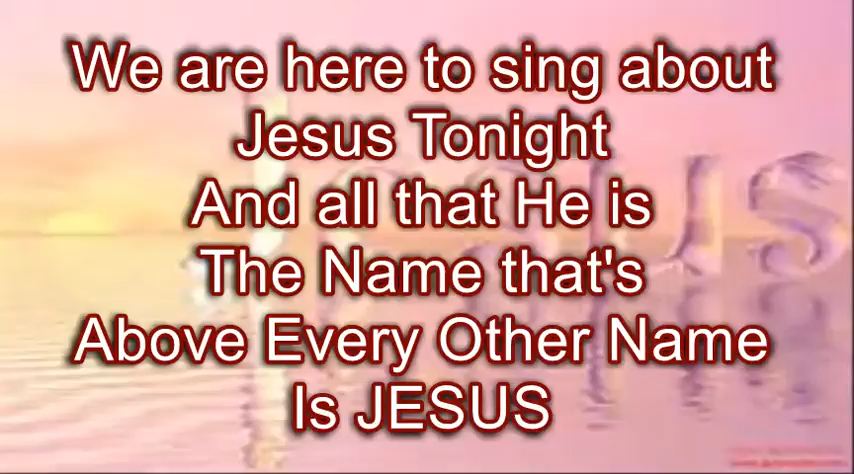 We are here to sing about
Jesus Tonight
And all that He is
The Name that's
Above Every Other Name
Is JESUS
Jesus